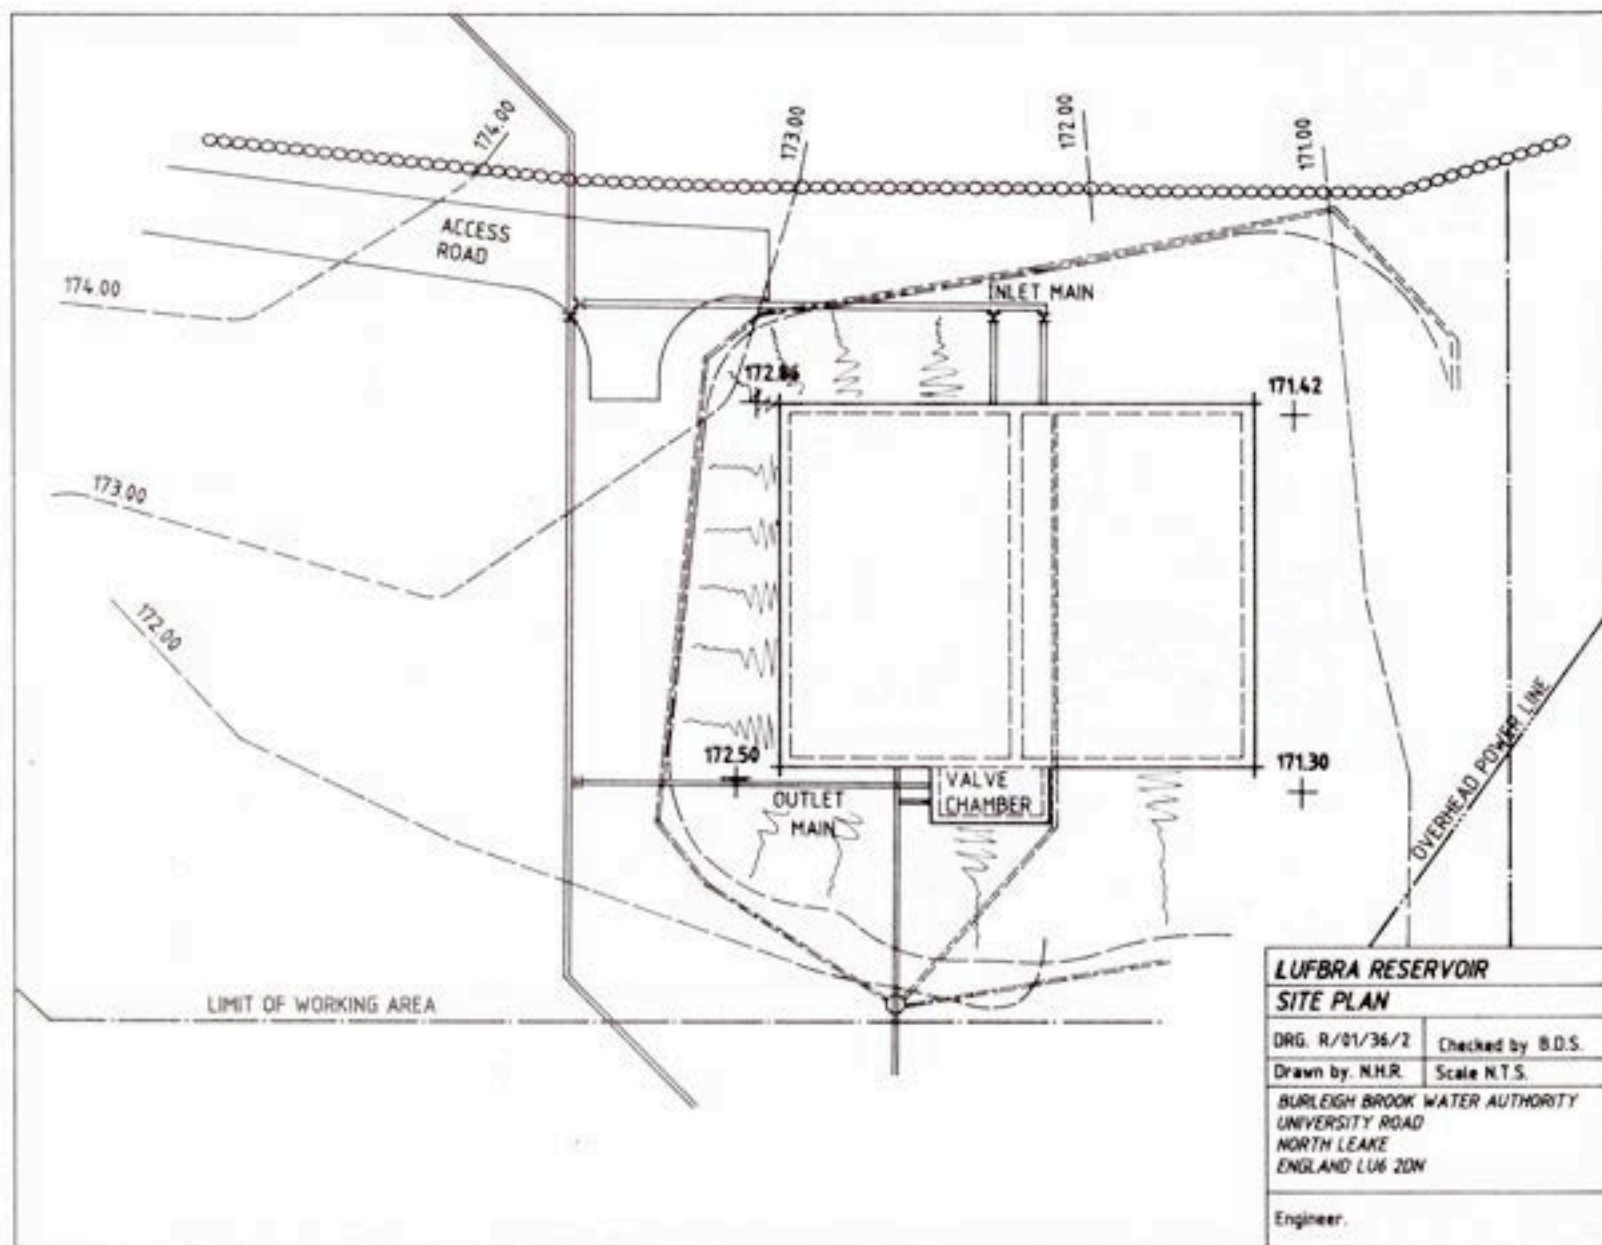 174.00
173.00
172.00
171.00
ACCESS
ROAD
174.00
INLET MAIN
172.86
171.42
173.00
172.00
172.50
171.30
VALVE
CHAMBER
OUTLET
MAIN
OVERHEAD POWER LINE
LIMIT OF WORKING AREA
LUFBRA RESERVOIR
SITE PLAN
DRG. R/01/36/2
Checked by B.D.S.
Drawn by. N.H.R.
Scale N.T.S.
BURLEIGH BROOK WATER AUTHORITY
UNIVERSITY ROAD
NORTH LEAKE
ENGLAND LU6 2DN
Engineer.